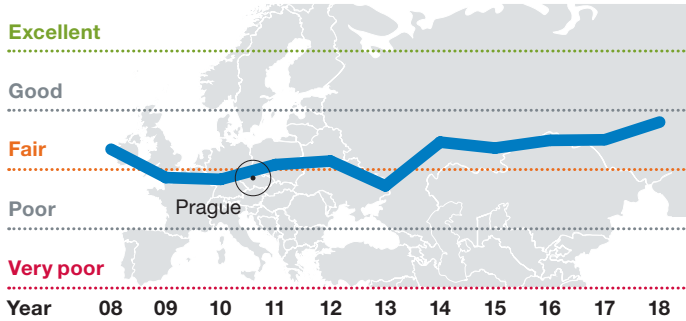 Excellent
Good
Fair
Prague
Poor
Very poor
Year 08 09 10 11 12 13 14 15 16 17 18